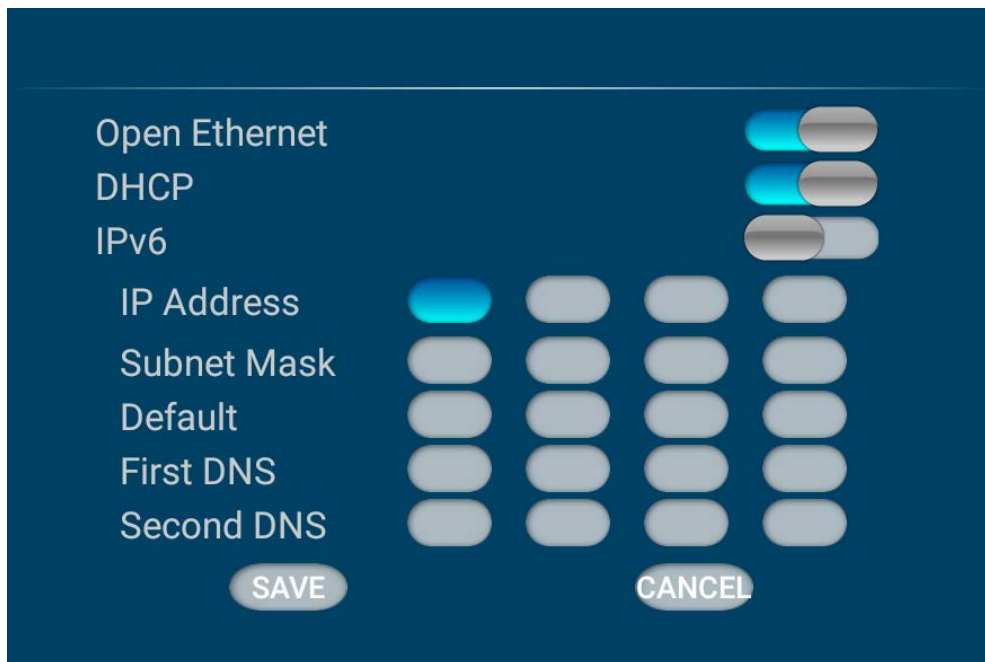 Open Ethernet
DHCP
IPv6
IP Address
Subnet Mask
Default
First DNS
Second DNS
SAVE CANCEL